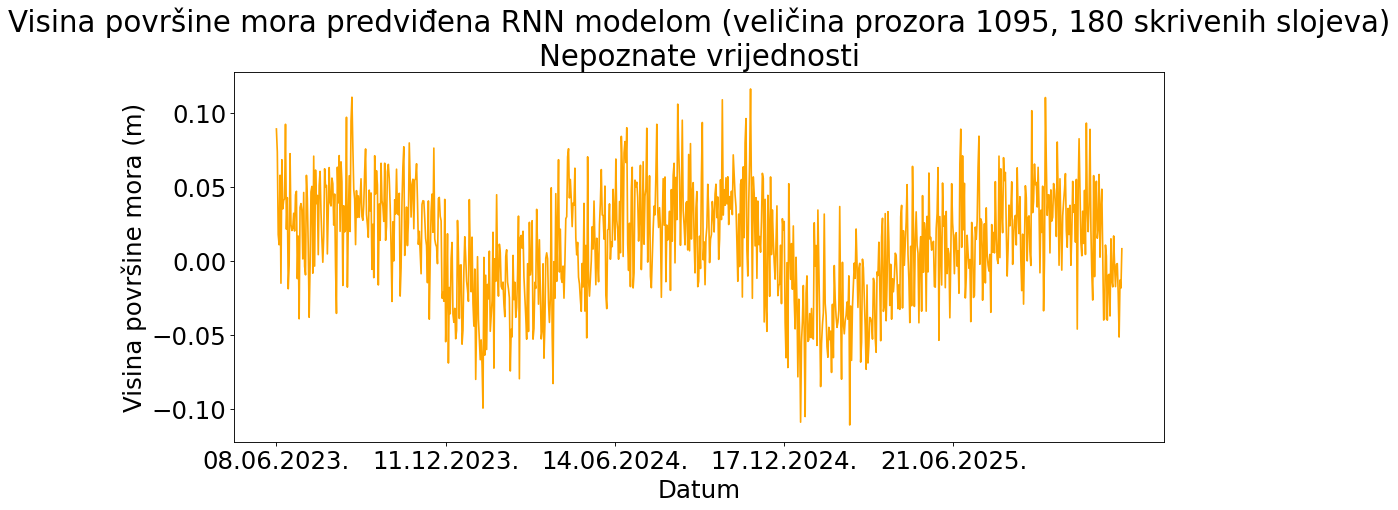 Visina površine mora predviđena RNN modelom (veličina prozora 1095, 180 skrivenih slojeva)
Nepoznate vrijednosti
Visina površine mora (m)
0.10
0.05
0.00
−0.05
−0.10
08.06.2023. 11.12.2023. 14.06.2024. 17.12.2024. 21.06.2025.
Datum